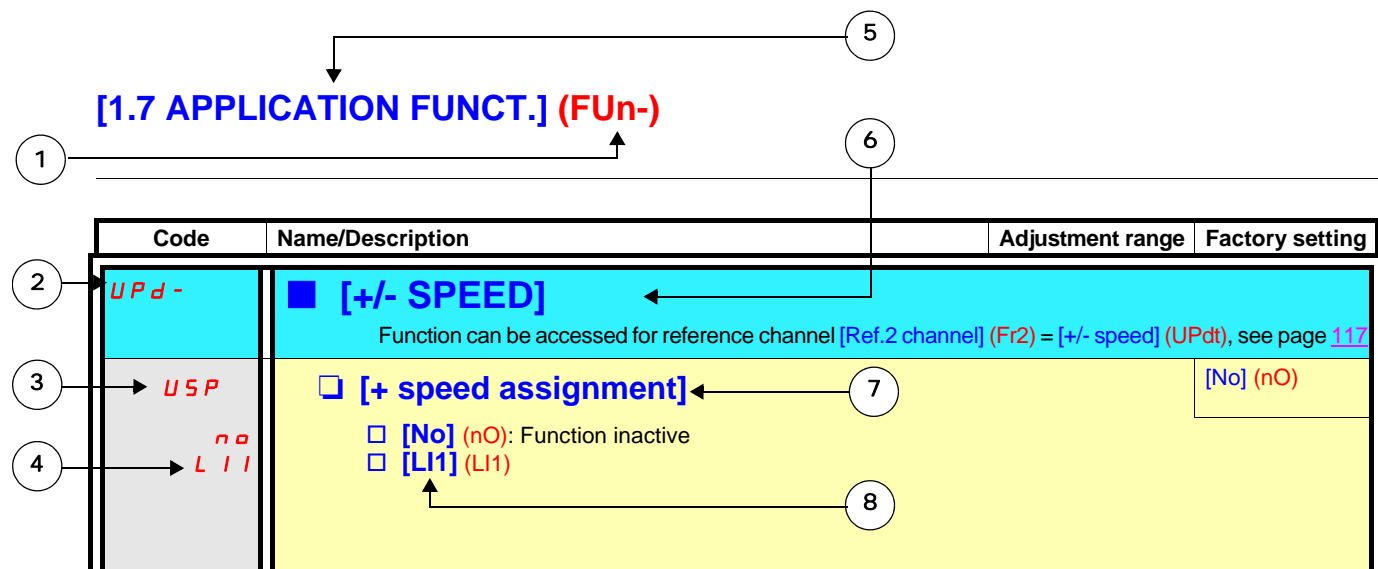 5
[1.7 APPLICATION FUNCT.] (FUn-)
1
6
Code Name/Description Adjustment range Factory setting
2
UPd- ■ [+/- SPEED]
Function can be accessed for reference channel [Ref.2 channel] (Fr2) = [+/- speed] (UPdt), see page 117
3
USP ❑ [+ speed assignment] 7 [No] (nO)
no □ [No] (nO): Function inactive
4 LI1 □ [LI1] (LI1)
8